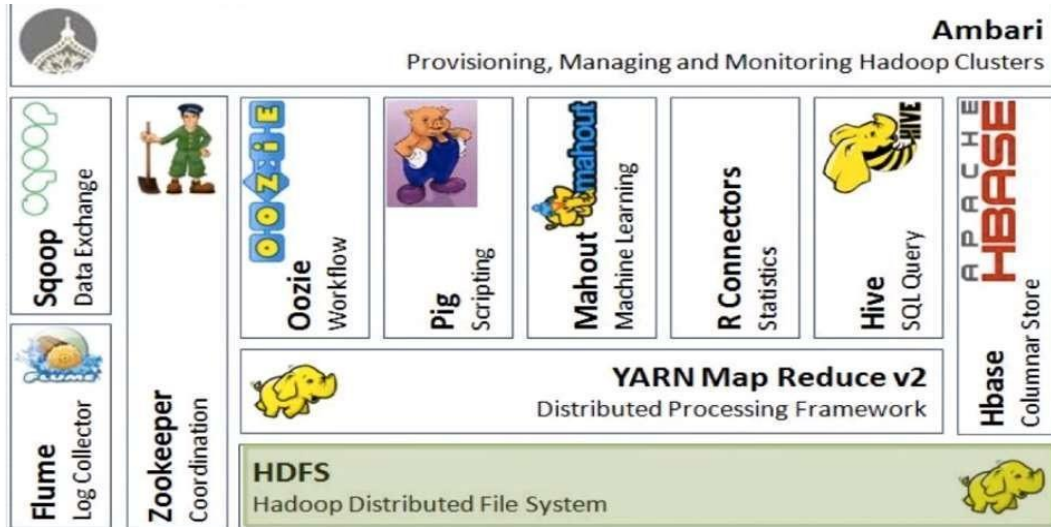 Ambari
Provisioning, Managing and Monitoring Hadoop Clusters
sqoop
Sqoop
Data Exchange
FLUME
Flume
Log Collector
Zookeeper
Coordination
OOZiE
Oozie
Workflow
Pig
Scripting
mahout
Mahout
Machine Learning
R Connectors
Statistics
HIVE
Hive
SQL Query
APACHE
HBASE
Hbase
Columnar Store
YARN Map Reduce v2
Distributed Processing Framework
HDFS
Hadoop Distributed File System